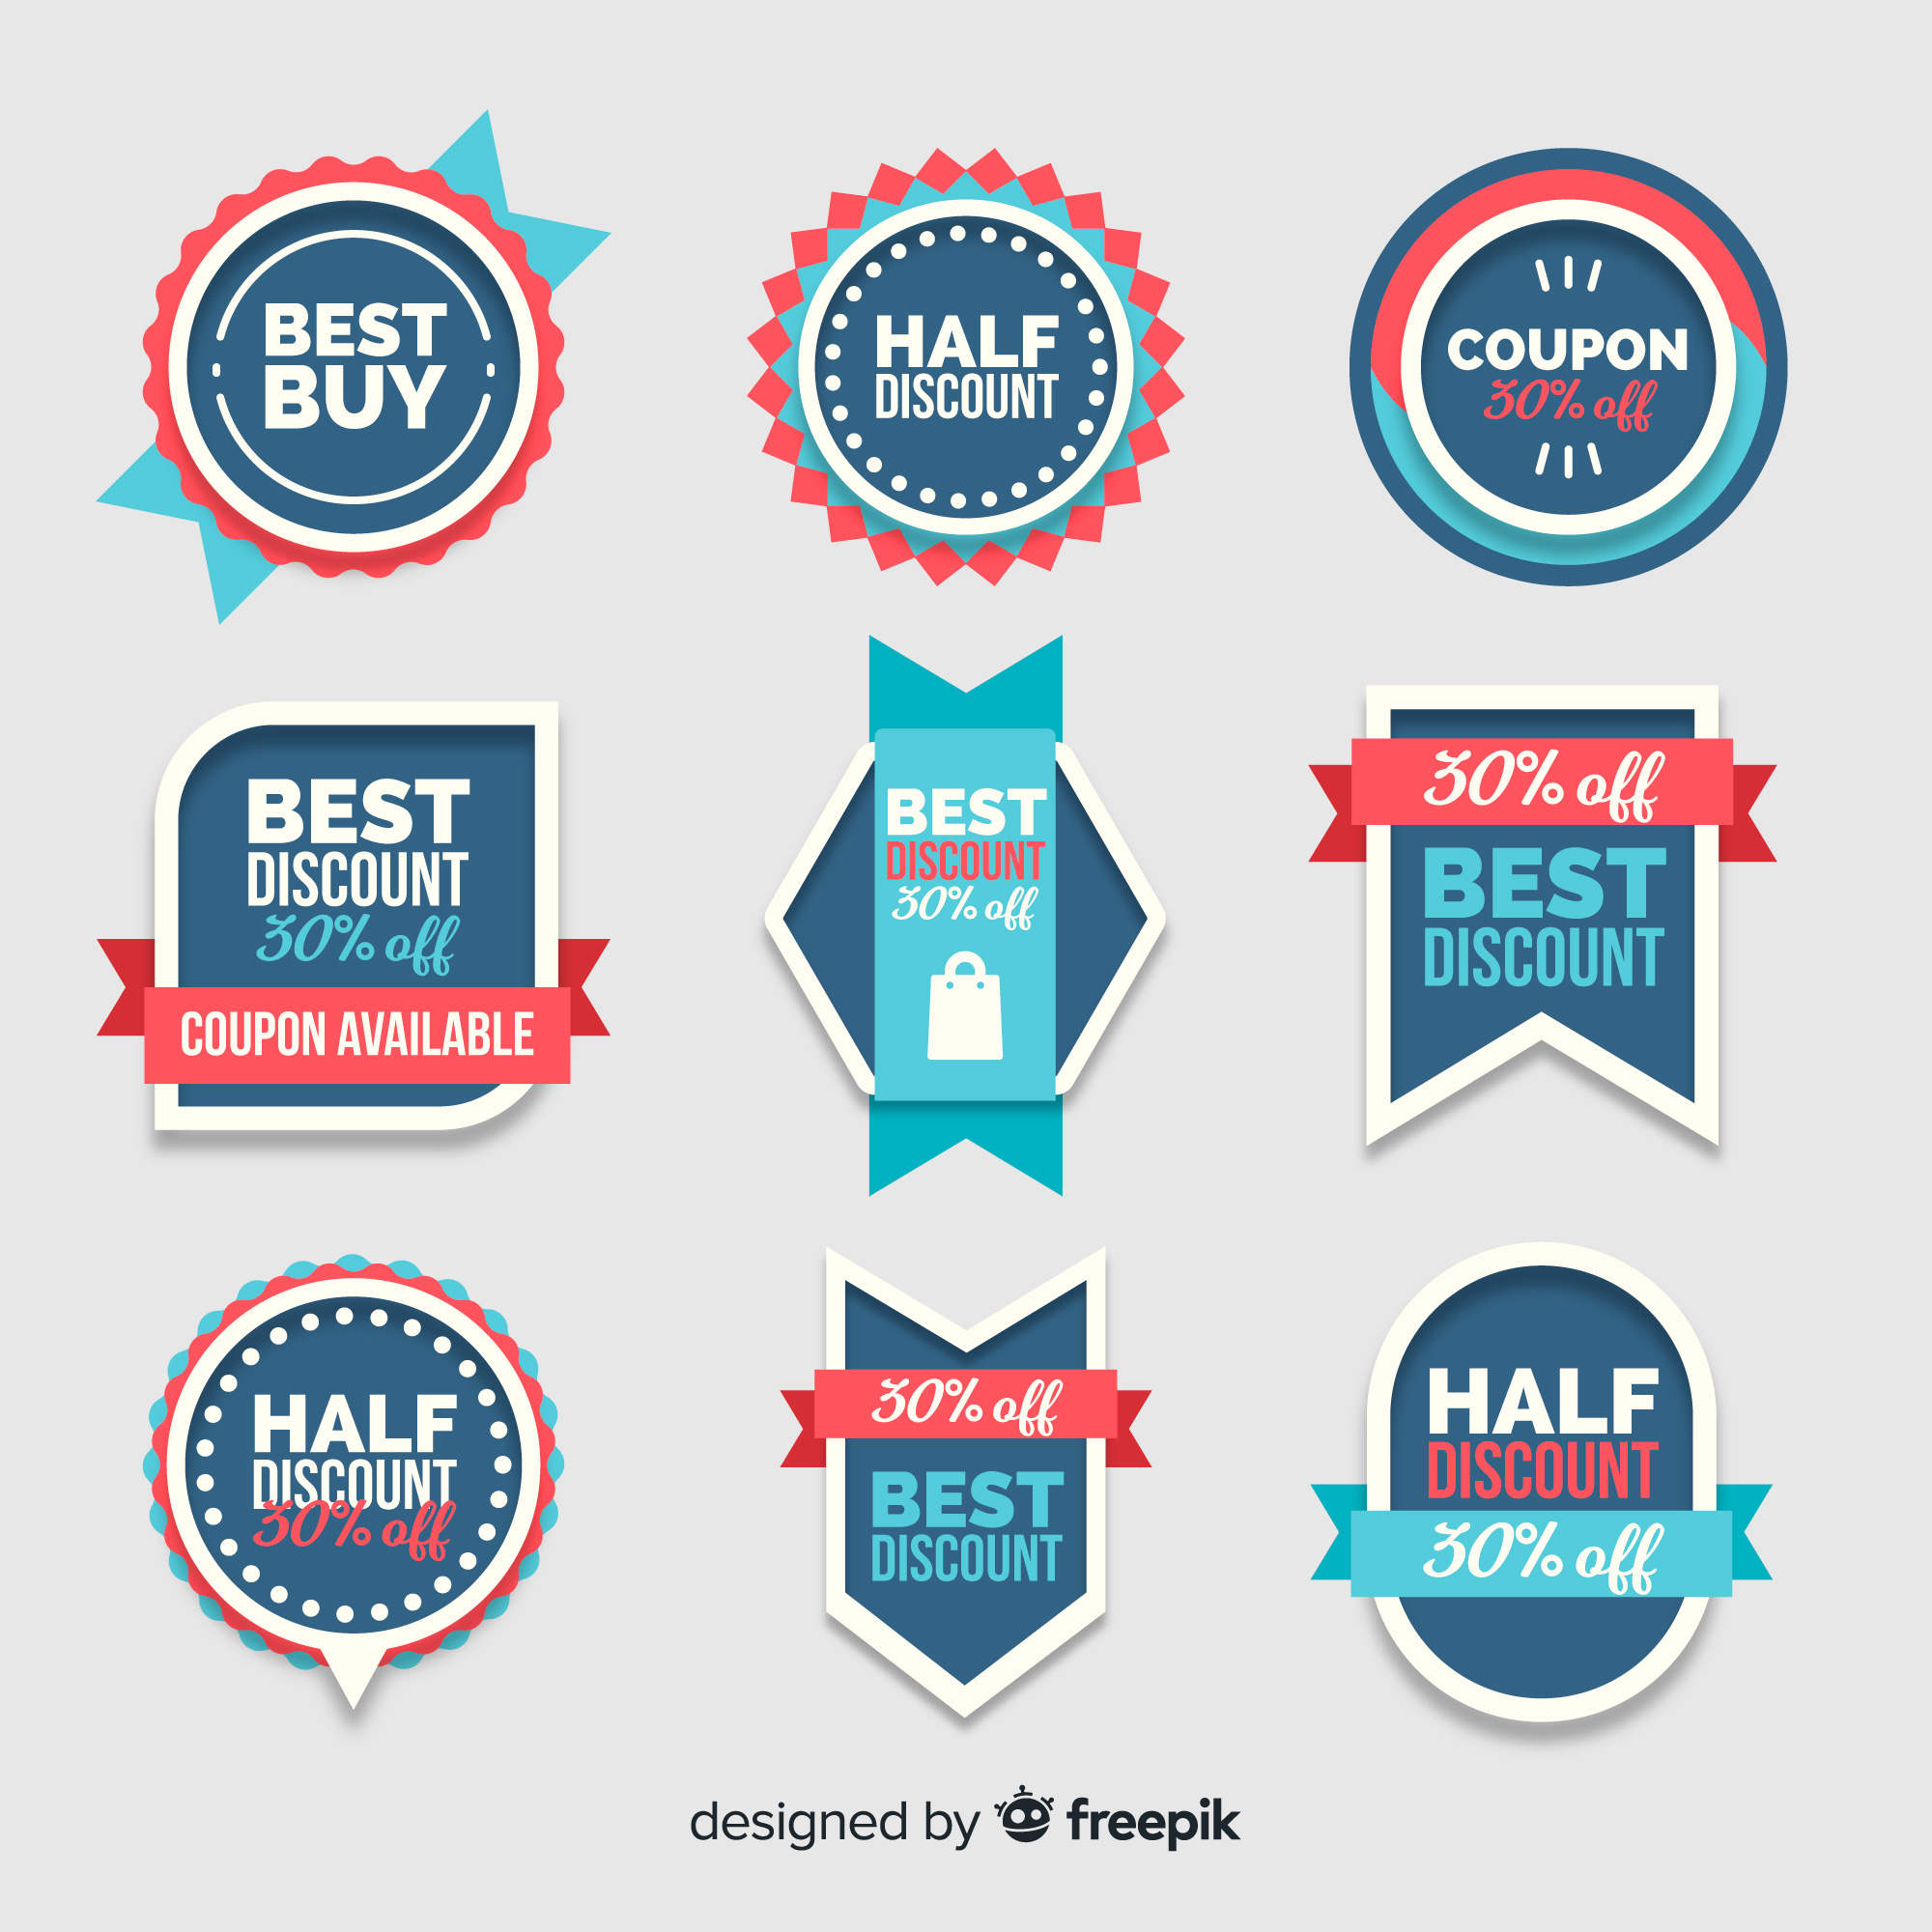 BEST
BUY
HALF
DISCOUNT
COUPON
30% off
BEST
DISCOUNT
30% off
COUPON AVAILABLE
BEST
DISCOUNT
30% off
30% off
BEST
DISCOUNT
HALF
DISCOUNT
30% off
30% off
BEST
DISCOUNT
HALF
DISCOUNT
30% off
designed by freepik